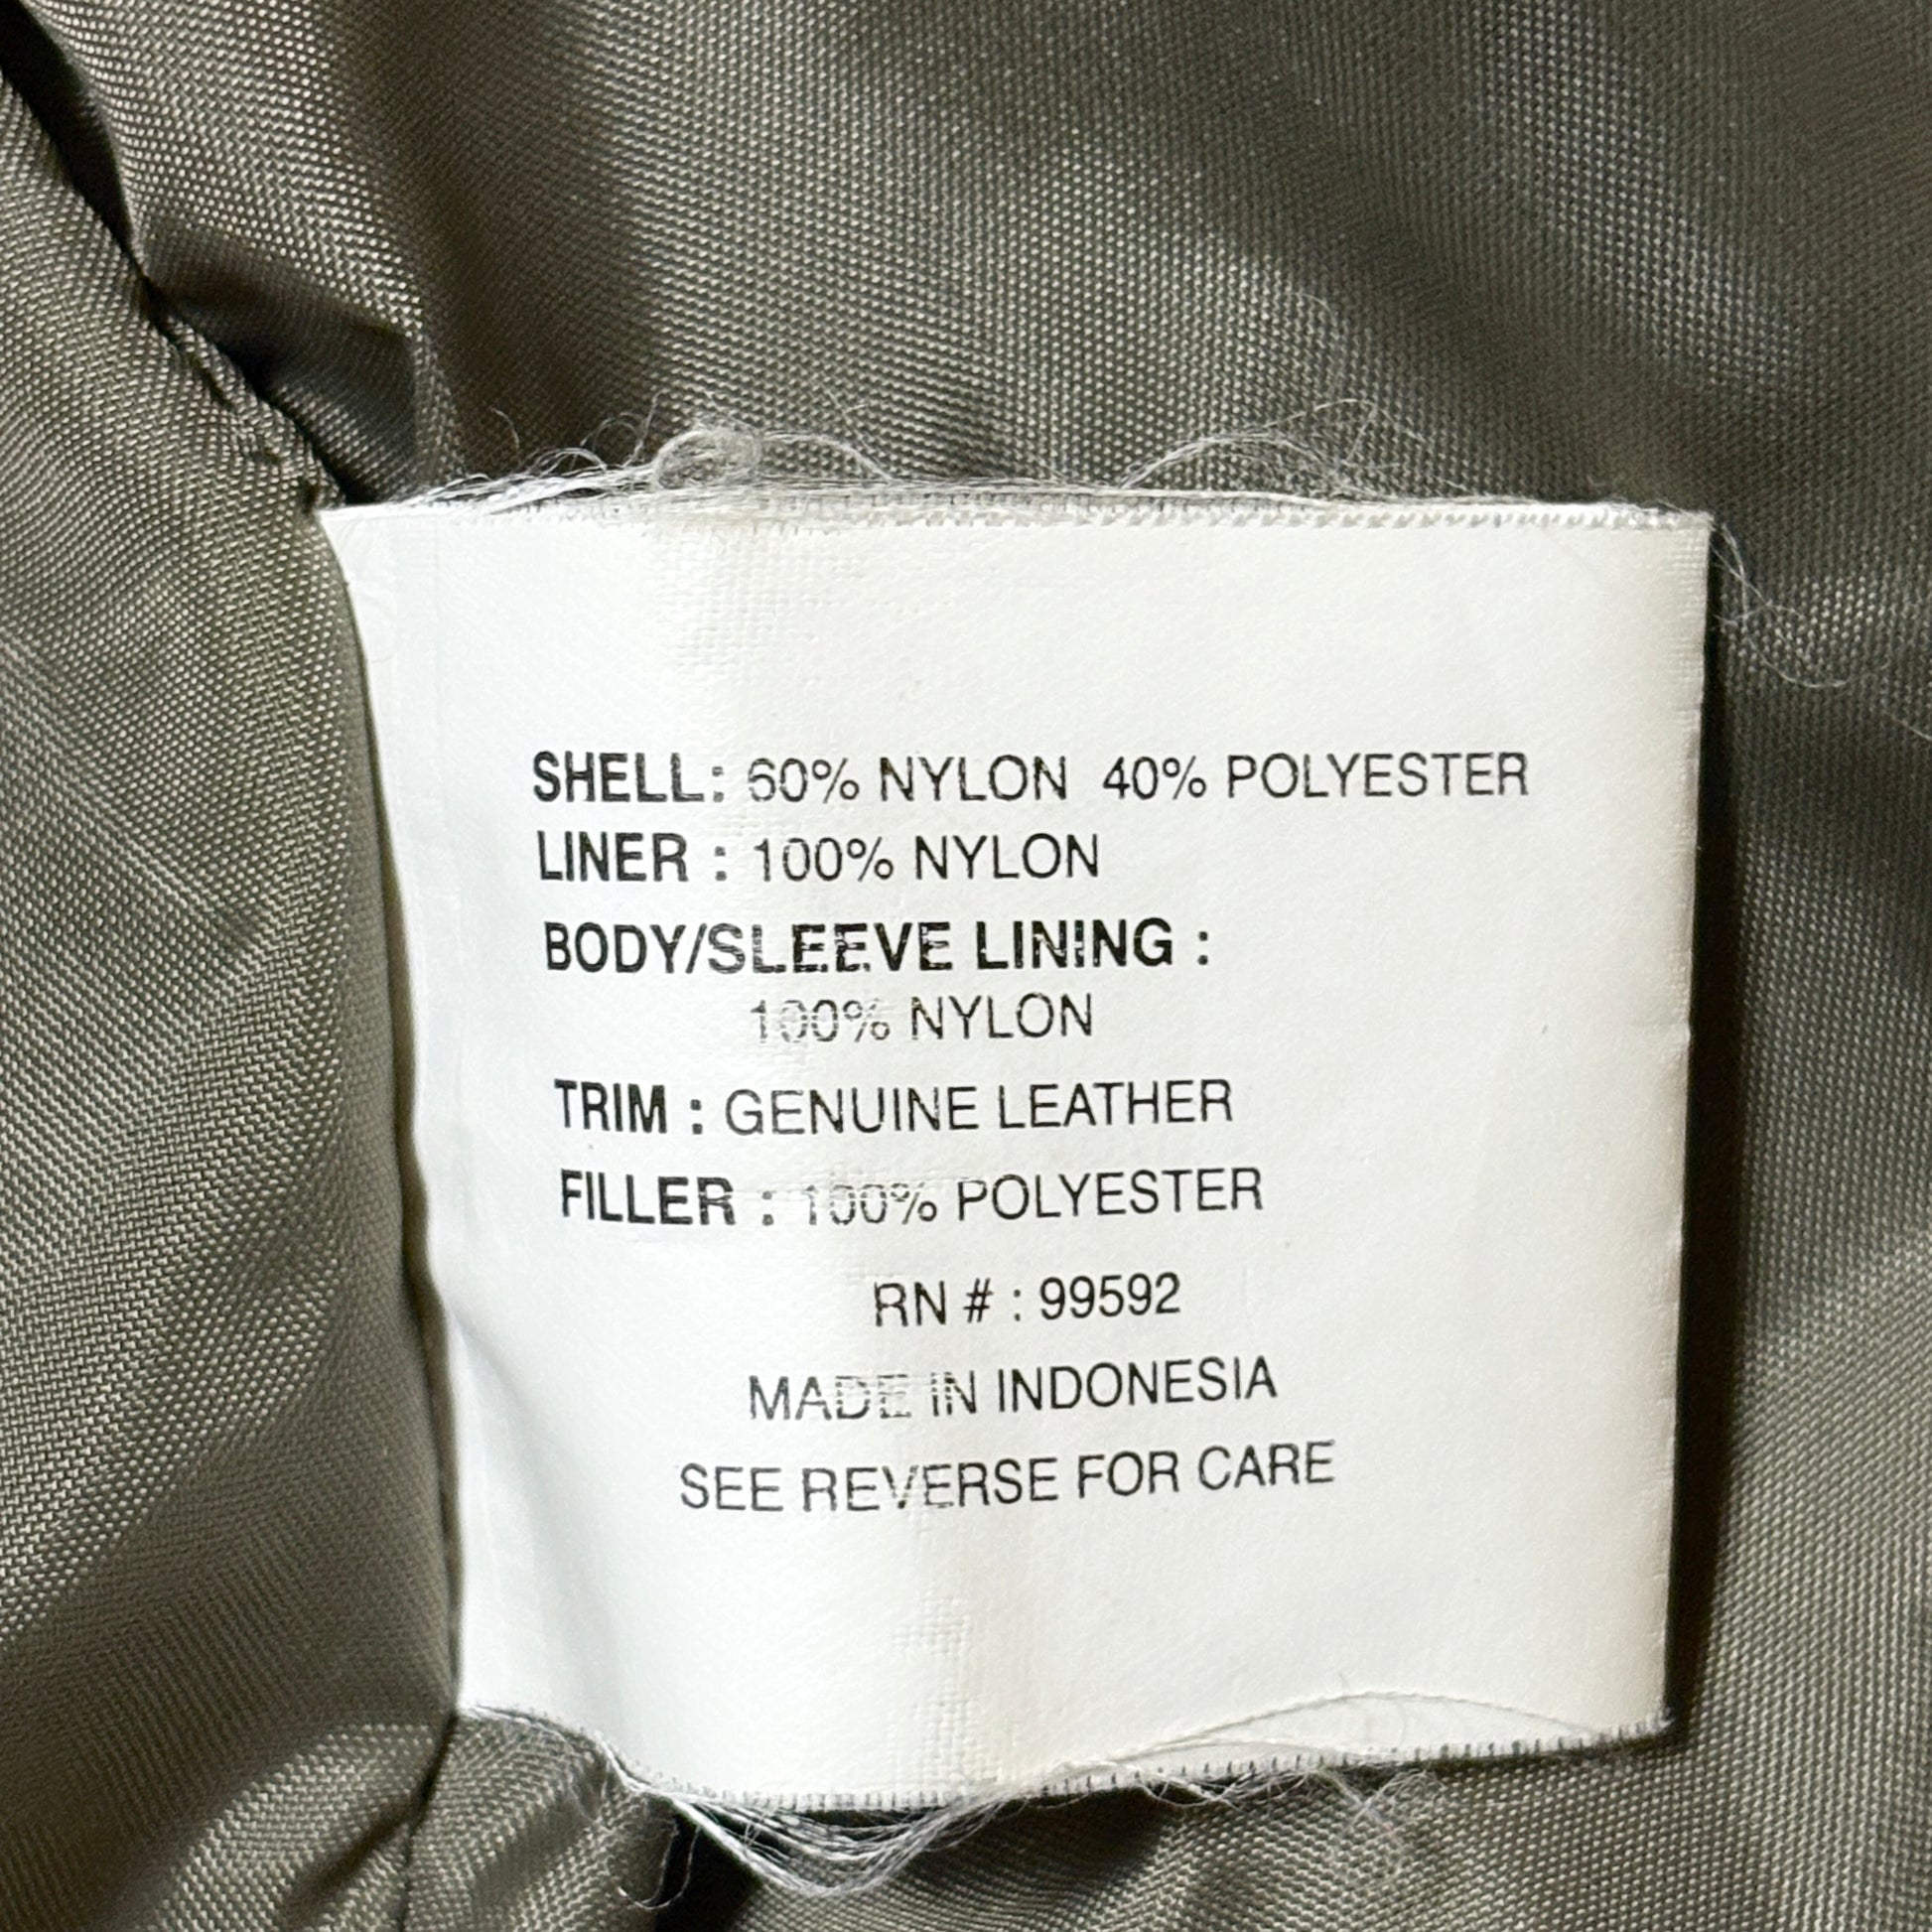 SHELL: 60% NYLON 40% POLYESTER
LINER : 100% NYLON
BODY/SLEEVE LINING :
100% NYLON
TRIM : GENUINE LEATHER
FILLER : 100% POLYESTER
RN # : 99592
MADE IN INDONESIA
SEE REVERSE FOR CARE